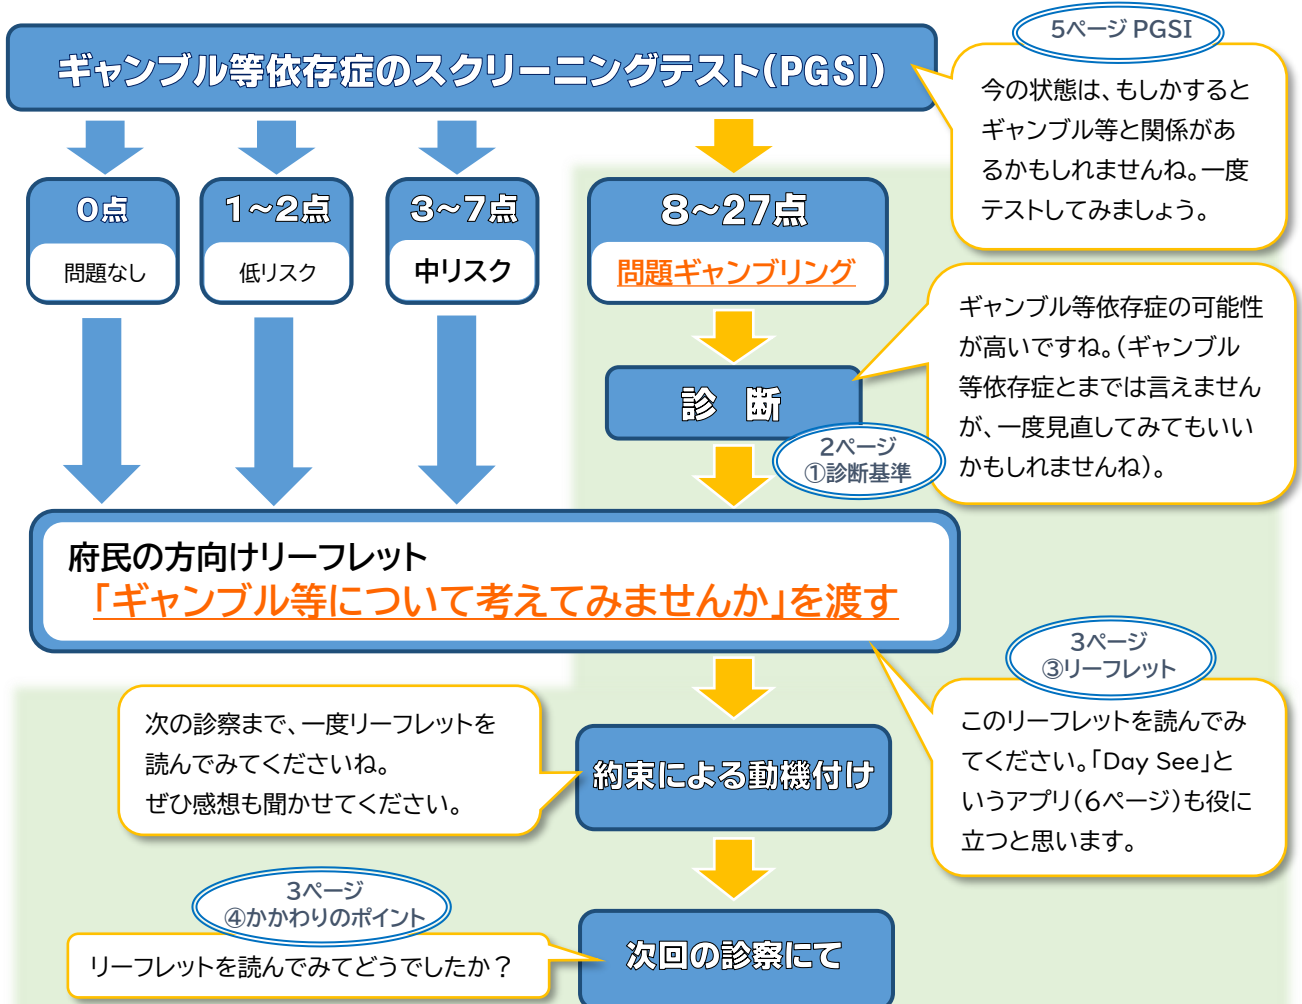 5ページ PGSI
ギャンブル等依存症のスクリーニングテスト(PGSI)
今の状態は、もしかすると
ギャンブル等と関係があ
るかもしれませんね。一度
テストしてみましょう。
0点
問題なし
1～2点
低リスク
3～7点
中リスク
8～27点
問題ギャンブリング
ギャンブル等依存症の可能性
が高いですね。(ギャンブル
等依存症とまでは言えません
が、一度見直してみてもいい
かもしれませんね)。
診 断
2ページ
①診断基準
府民の方向けリーフレット
「ギャンブル等について考えてみませんか」を渡す
3ページ
③リーフレット
このリーフレットを読んでみ
てください。「Day See」と
いうアプリ(6ページ)も役に
立つと思います。
次の診察まで、一度リーフレットを
読んでみてくださいね。
ぜひ感想も聞かせてください。
約束による動機付け
3ページ
④かかわりのポイント
リーフレットを読んでみてどうでしたか？
次回の診察にて